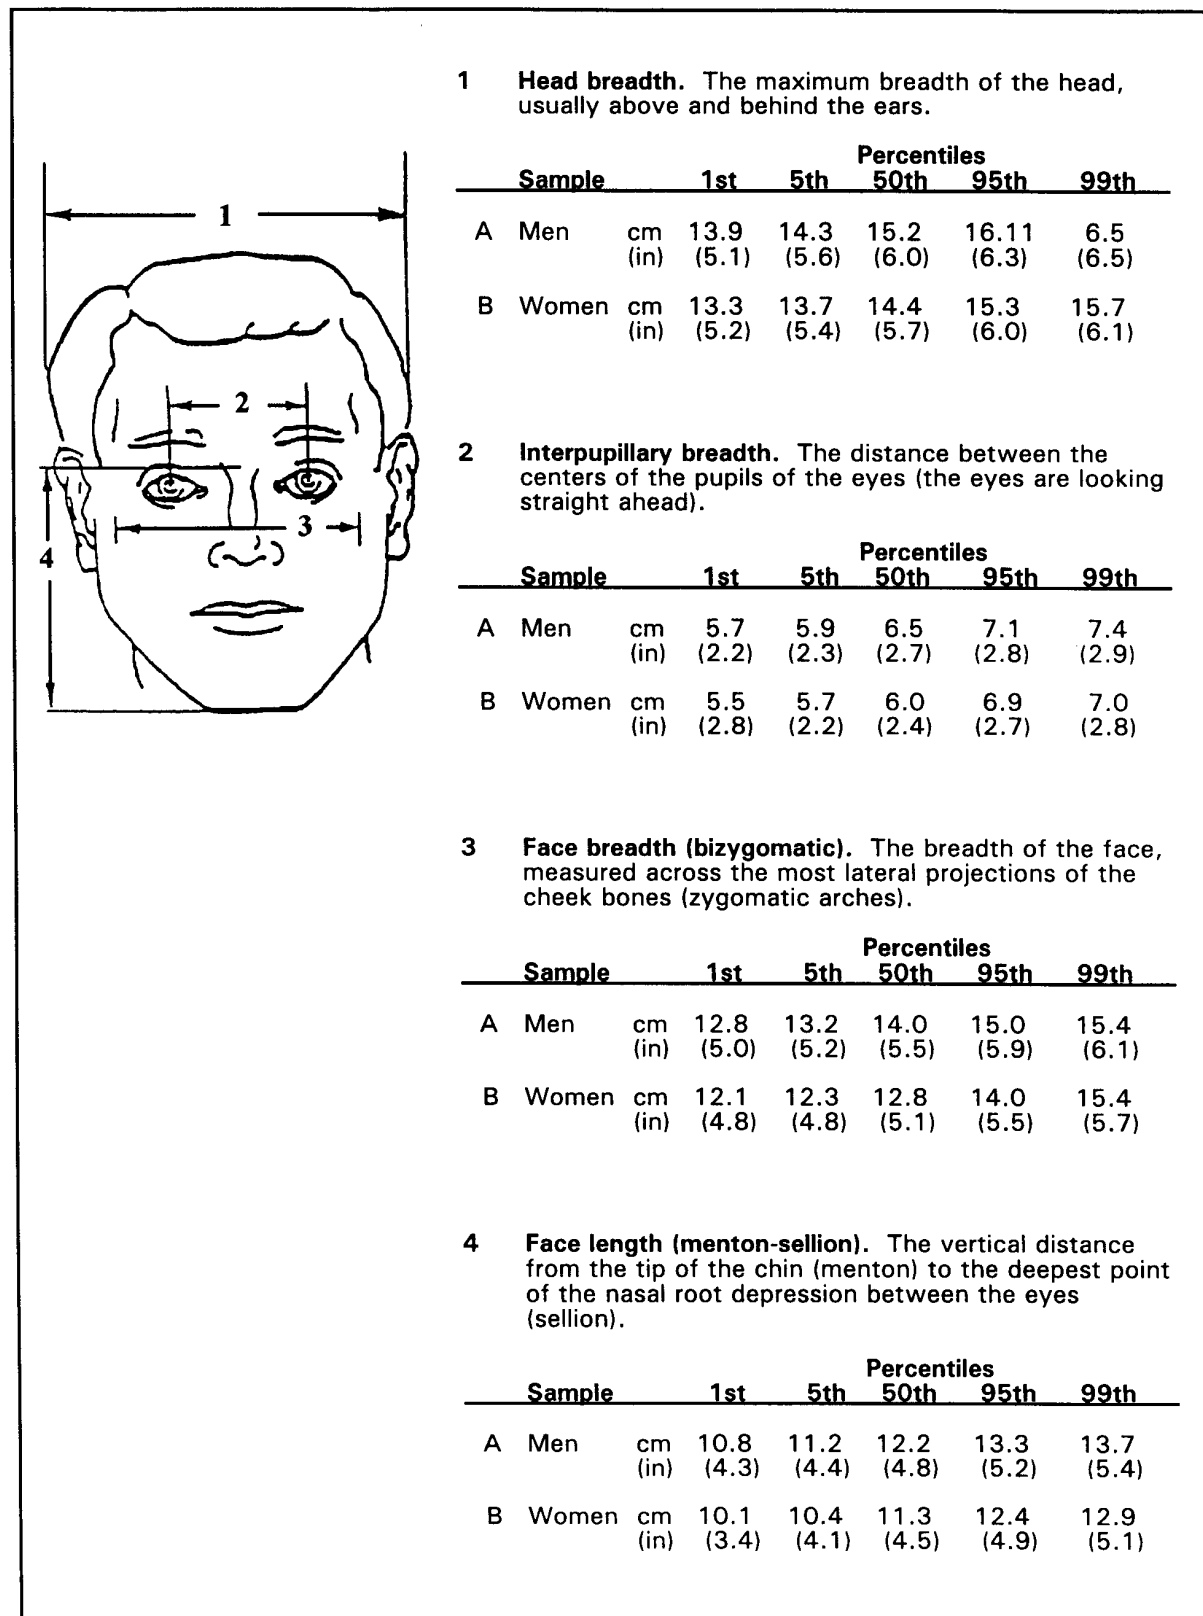 1 Head breadth. The maximum breadth of the head,
usually above and behind the ears.
Percentiles
Sample 1st 5th 50th 95th 99th
A Men cm 13.9 14.3 15.2 16.11 6.5
(in) (5.1) (5.6) (6.0) (6.3) (6.5)
B Women cm 13.3 13.7 14.4 15.3 15.7
(in) (5.2) (5.4) (5.7) (6.0) (6.1)
1
2
3
4
2 Interpupillary breadth. The distance between the
centers of the pupils of the eyes (the eyes are looking
straight ahead).
Percentiles
Sample 1st 5th 50th 95th 99th
A Men cm 5.7 5.9 6.5 7.1 7.4
(in) (2.2) (2.3) (2.7) (2.8) (2.9)
B Women cm 5.5 5.7 6.0 6.9 7.0
(in) (2.8) (2.2) (2.4) (2.7) (2.8)
3 Face breadth (bizygomatic). The breadth of the face,
measured across the most lateral projections of the
cheek bones (zygomatic arches).
Percentiles
Sample 1st 5th 50th 95th 99th
A Men cm 12.8 13.2 14.0 15.0 15.4
(in) (5.0) (5.2) (5.5) (5.9) (6.1)
B Women cm 12.1 12.3 12.8 14.0 15.4
(in) (4.8) (4.8) (5.1) (5.5) (5.7)
4 Face length (menton-sellion). The vertical distance
from the tip of the chin (menton) to the deepest point
of the nasal root depression between the eyes
(sellion).
Percentiles
Sample 1st 5th 50th 95th 99th
A Men cm 10.8 11.2 12.2 13.3 13.7
(in) (4.3) (4.4) (4.8) (5.2) (5.4)
B Women cm 10.1 10.4 11.3 12.4 12.9
(in) (3.4) (4.1) (4.5) (4.9) (5.1)